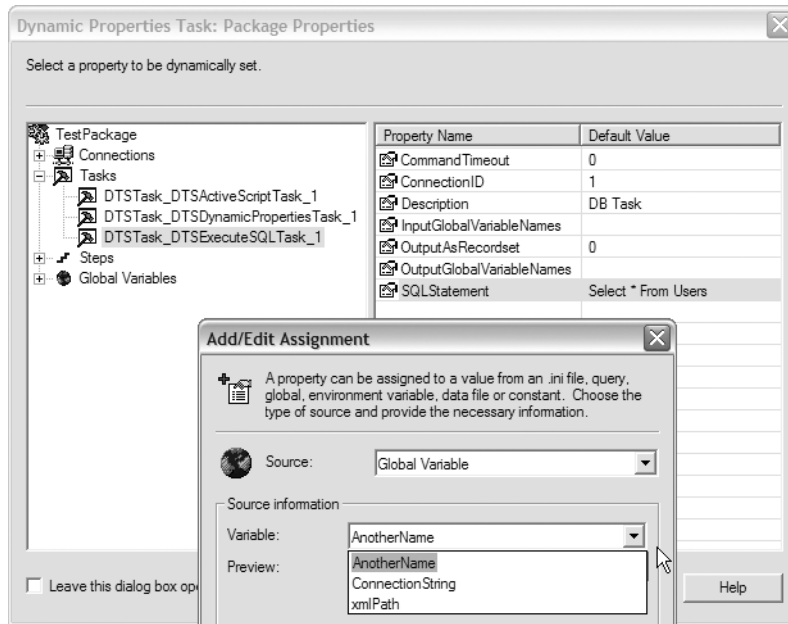 Dynamic Properties Task: Package Properties
Select a property to be dynamically set.
TestPackage
Connections
Tasks
DTSTask_DTSActiveScriptTask_1
DTSTask_DTSDynamicPropertiesTask_1
DTSTask_DTSExecuteSQLTask_1
Steps
Global Variables
Property Name Default Value
CommandTimeout 0
ConnectionID 1
Description DB Task
InputGlobalVariableNames
OutputAsRecordset 0
OutputGlobalVariableNames
SQLStatement Select * From Users
Add/Edit Assignment
A property can be assigned to a value from an .ini file, query,
global, environment variable, data file or constant. Choose the
type of source and provide the necessary information.
Source: Global Variable
Source information
Variable: AnotherName
Preview: AnotherName
ConnectionString
xmlPath
Leave this dialog box
Help